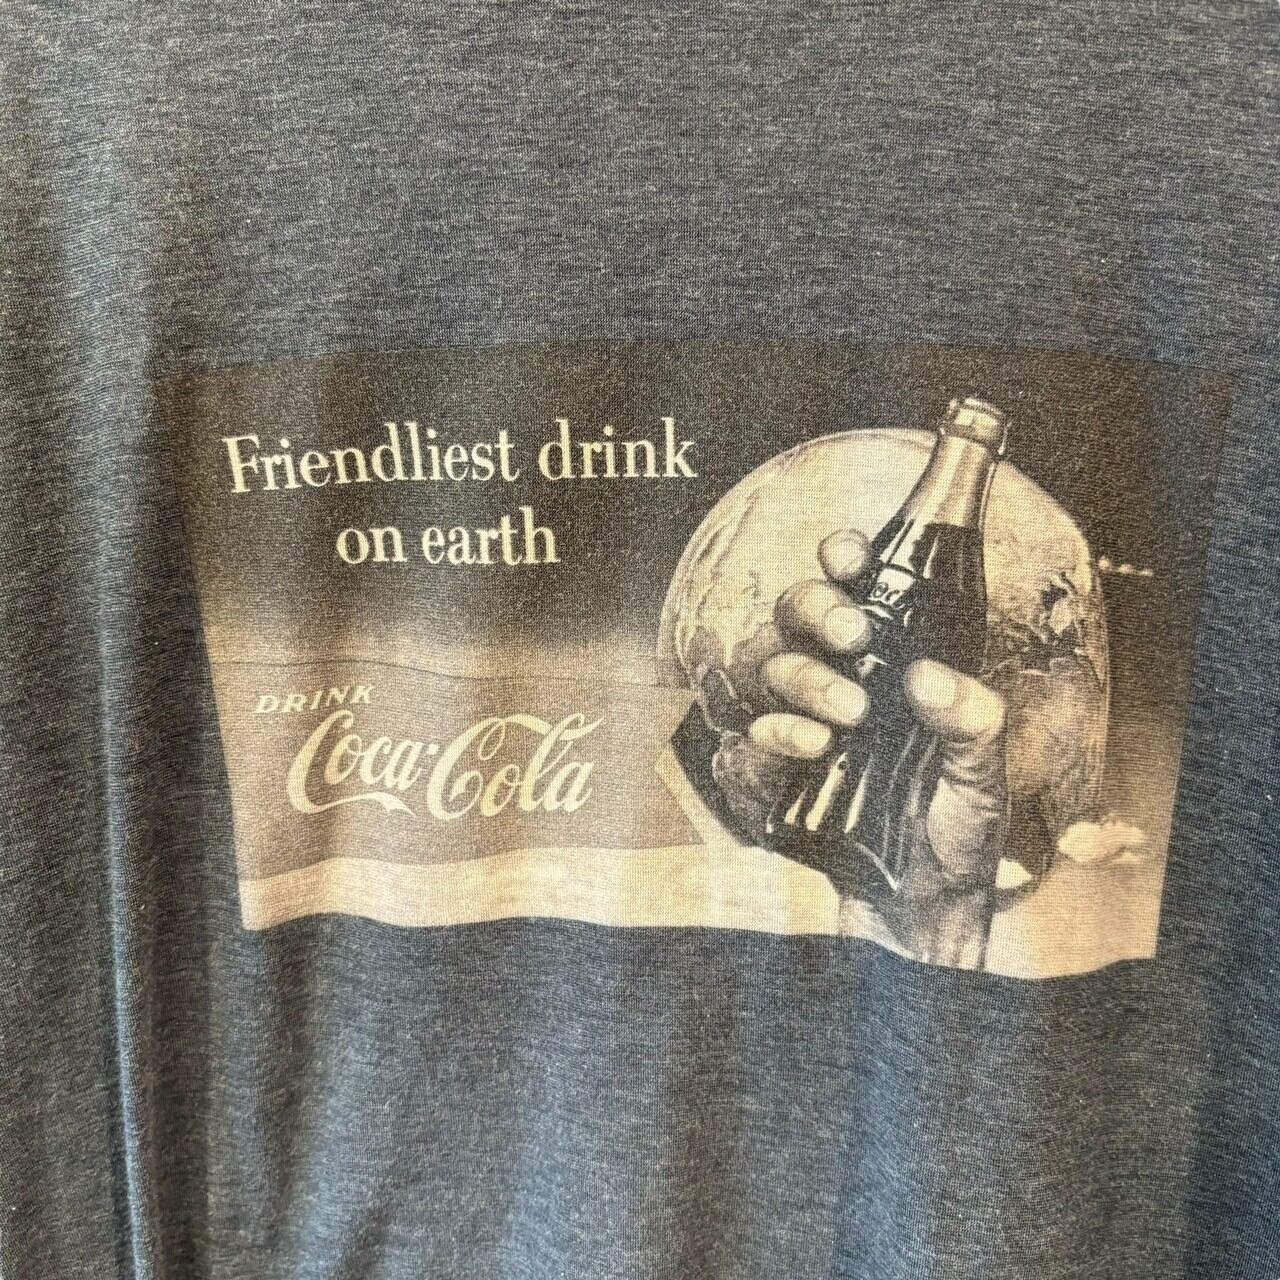 Friendliest drink
on earth
DRINK
Coca-Cola